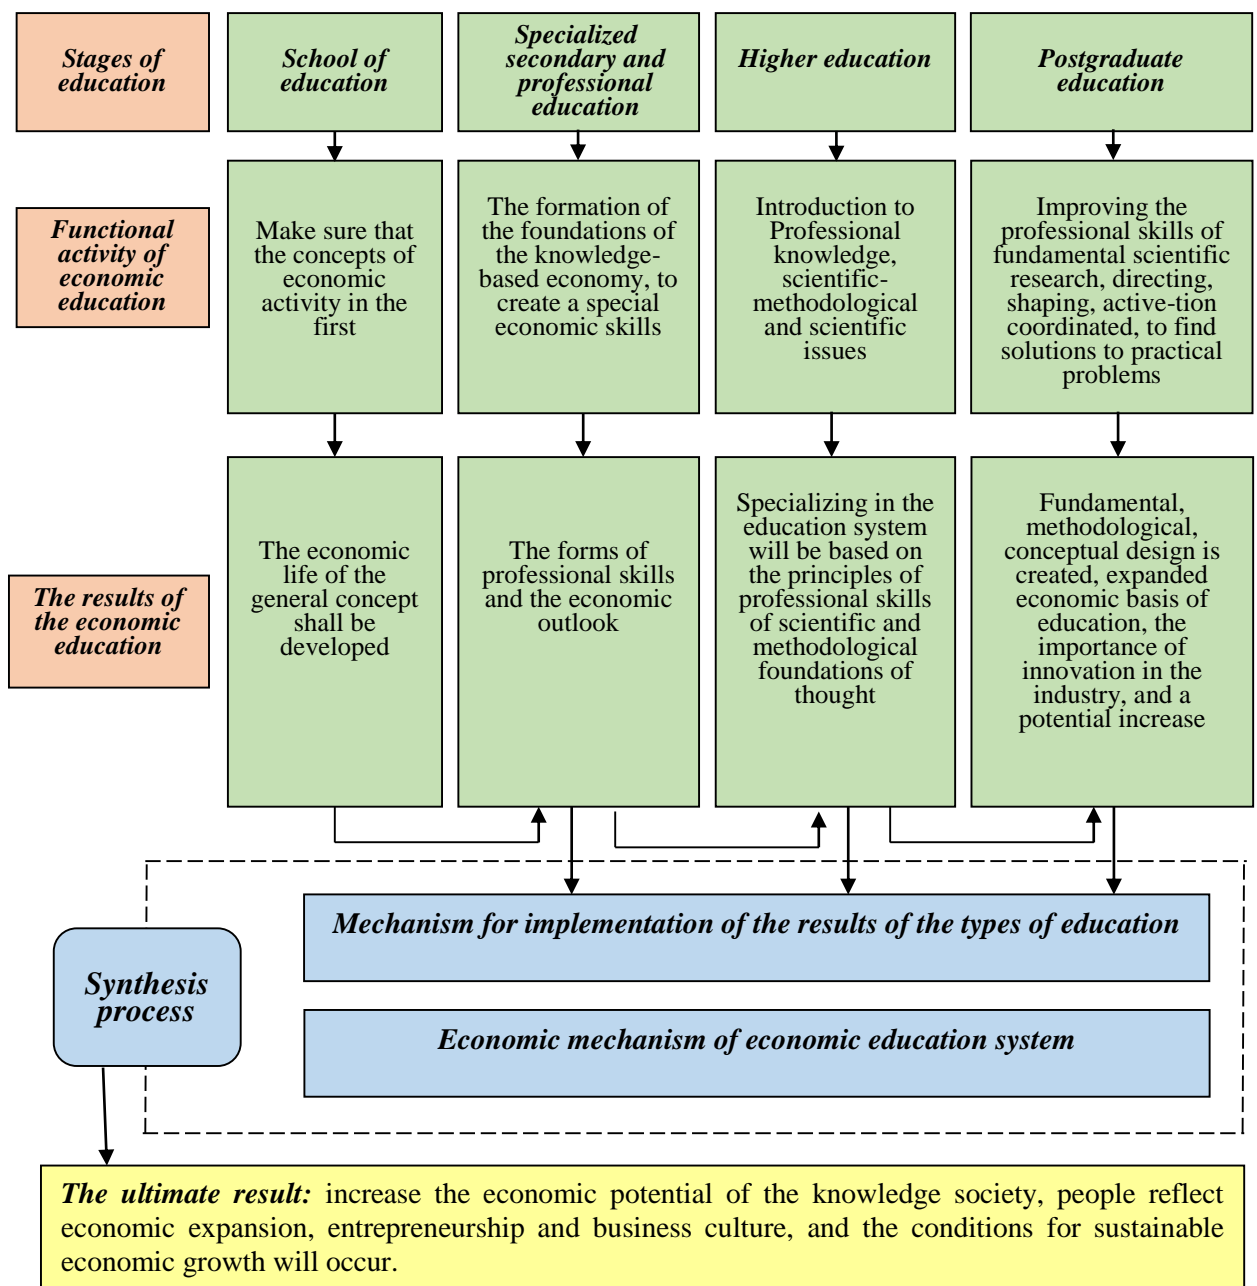 Stages of
education
School of
education
Specialized
secondary and
professional
education
Higher education
Postgraduate
education
Functional
activity of
economic
education
Make sure that
the concepts of
economic
activity in the
first
The formation of
the foundations of
the knowledge-
based economy, to
create a special
economic skills
Introduction to
Professional
knowledge,
scientific-
methodological
and scientific
issues
Improving the
professional skills of
fundamental scientific
research, directing,
shaping, active-tion
coordinated, to find
solutions to practical
problems
The results of
the economic
education
The economic
life of the
general concept
shall be
developed
The forms of
professional skills
and the economic
outlook
Specializing in the
education system
will be based on
the principles of
professional skills
of scientific and
methodological
foundations of
thought
Fundamental,
methodological,
conceptual design is
created, expanded
economic basis of
education, the
importance of
innovation in the
industry, and a
potential increase
Mechanism for implementation of the results of the types of education
Synthesis
process
Economic mechanism of economic education system
The ultimate result: increase the economic potential of the knowledge society, people reflect
economic expansion, entrepreneurship and business culture, and the conditions for sustainable
economic growth will occur.